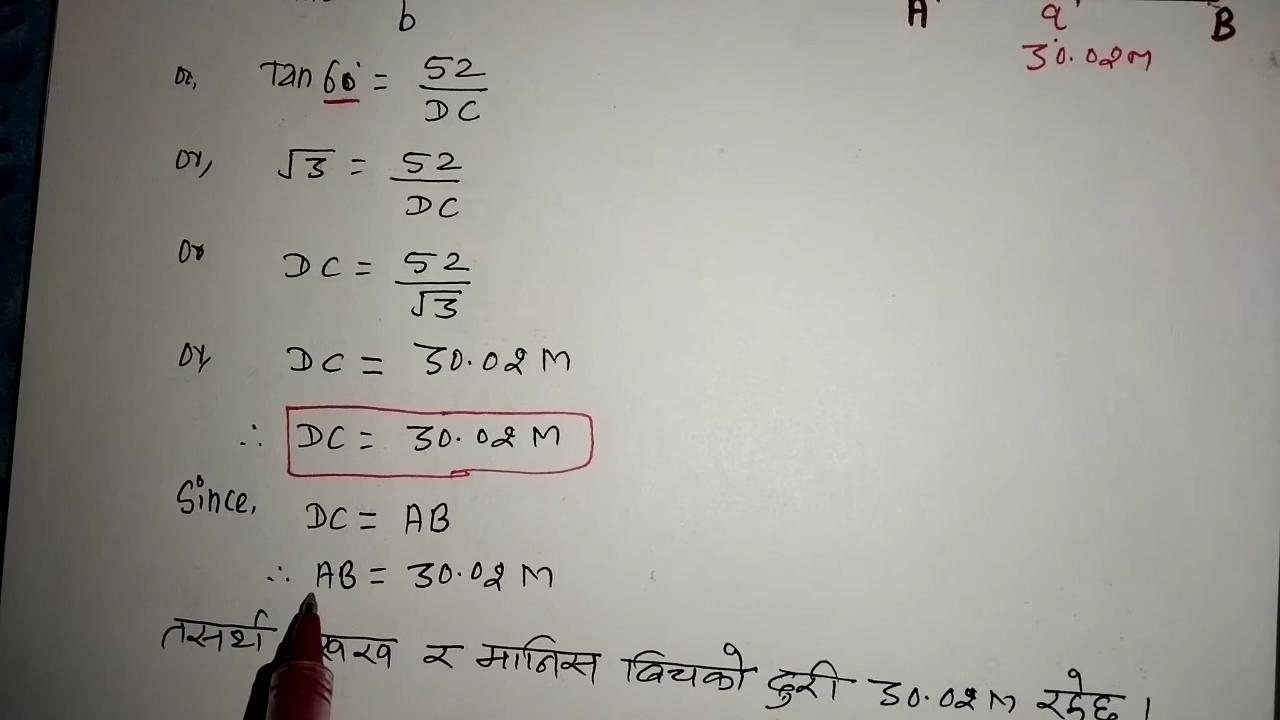 b
A B
a
30.02M
or, Tan 60° = 52/DC
or, √3 = 52/DC
or DC = 52/√3
or DC = 30.02 M
∴ DC = 30.02 M
Since, DC = AB
∴ AB = 30.02 M
तसर्थ र मानिस बिचको दुरी 30.02M रहेछ ।